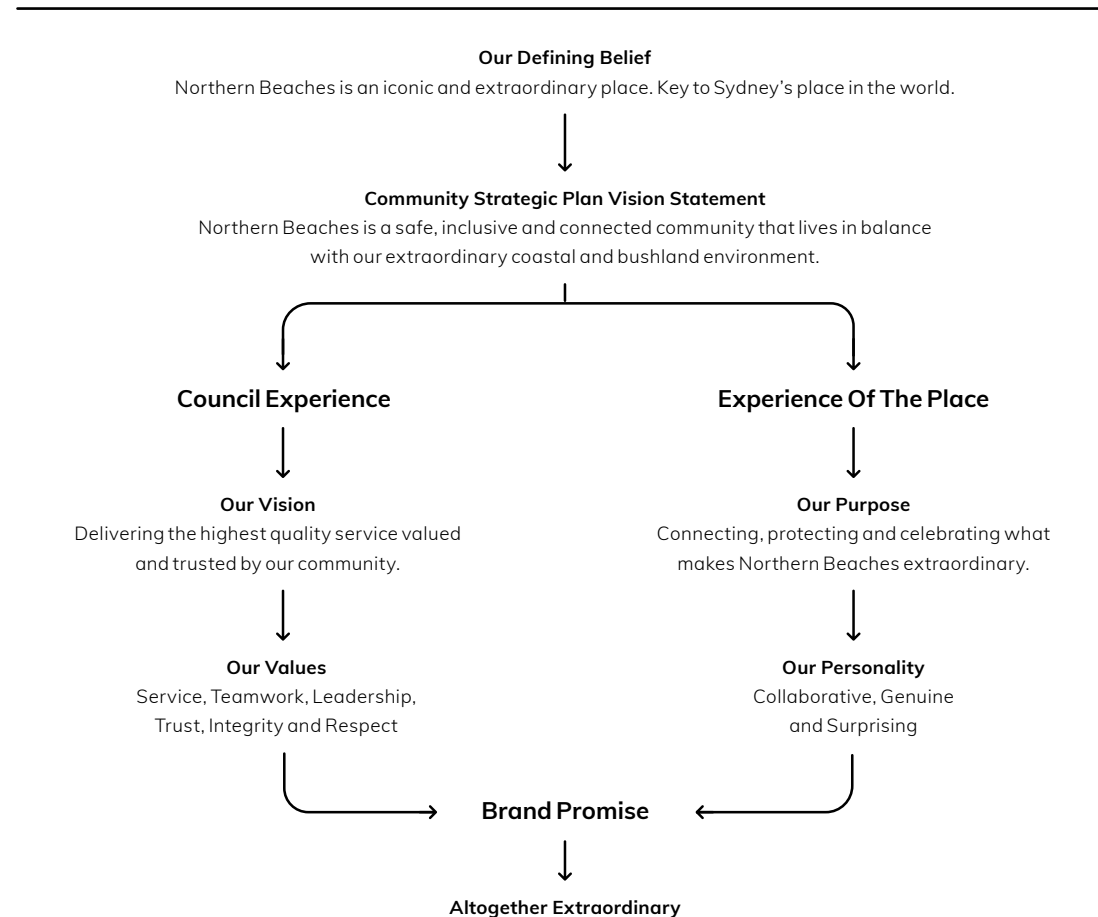 Our Defining Belief
Northern Beaches is an iconic and extraordinary place. Key to Sydney’s place in the world.
Community Strategic Plan Vision Statement
Northern Beaches is a safe, inclusive and connected community that lives in balance
with our extraordinary coastal and bushland environment.
Council Experience
Our Vision
Delivering the highest quality service valued
and trusted by our community.
Our Values
Service, Teamwork, Leadership,
Trust, Integrity and Respect
Experience Of The Place
Our Purpose
Connecting, protecting and celebrating what
makes Northern Beaches extraordinary.
Our Personality
Collaborative, Genuine
and Surprising
Brand Promise
Altogether Extraordinary